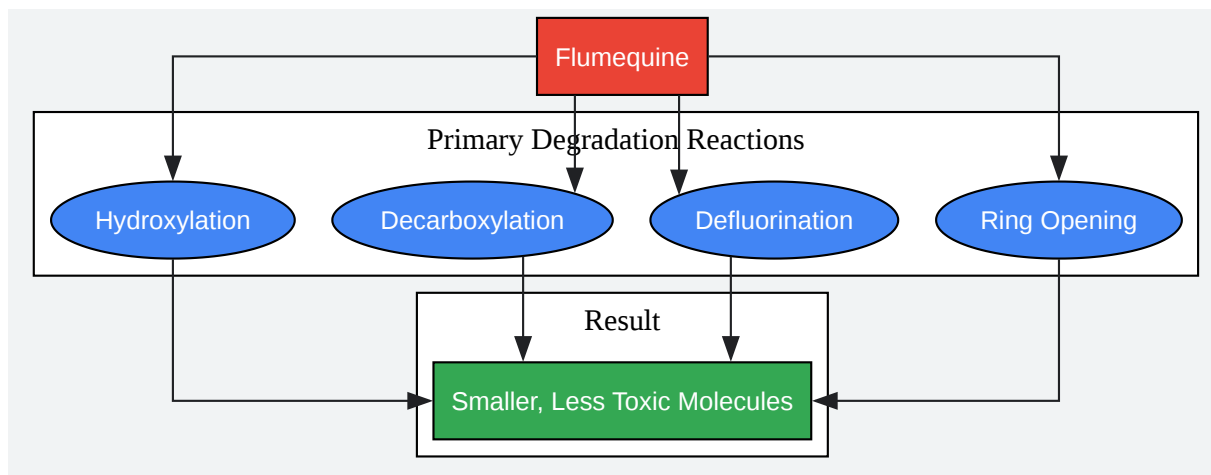 Flumequine
Primary Degradation Reactions
Hydroxylation
Decarboxylation
Defluorination
Ring Opening
Result
Smaller, Less Toxic Molecules